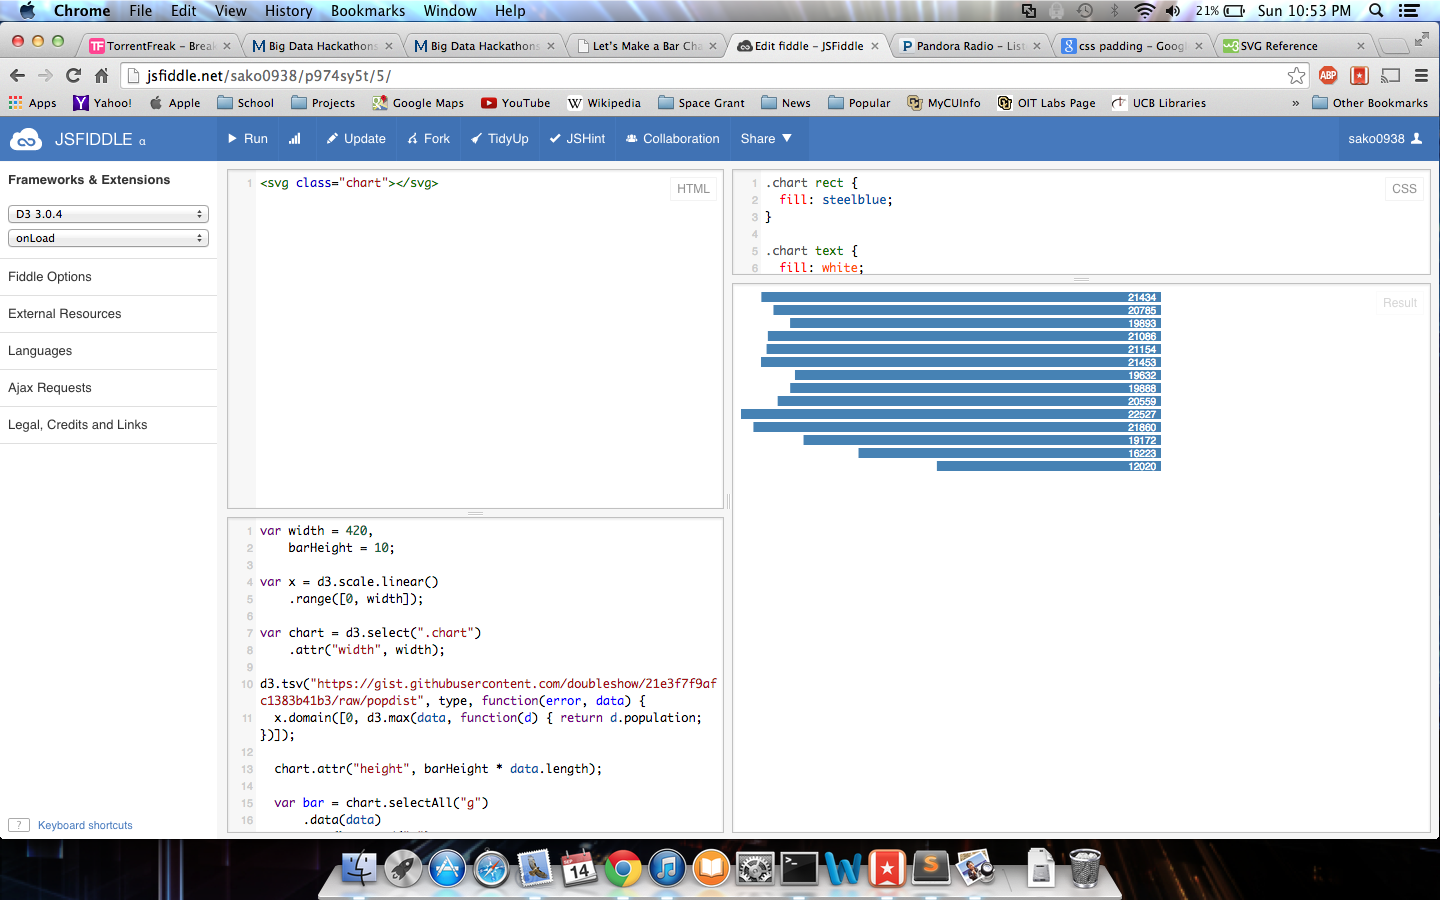 Chrome File Edit View History Bookmarks Window Help 21% Sun 10:53 PM
TorrentFreak – Break
Big Data Hackathons
Big Data Hackathons
Let's Make a Bar Cha
Edit fiddle – JSFiddle
Pandora Radio – List
css padding – Googl
SVG Reference
jsfiddle.net/sako0938/p974sy5t/5/
ABP
Apps Yahoo! Apple School Projects Google Maps YouTube Wikipedia Space Grant News Popular MyCUInfo OIT Labs Page UCB Libraries » Other Bookmarks
JSFIDDLE α Run Update Fork TidyUp JSHint Collaboration Share sako0938
Frameworks & Extensions
D3 3.0.4
onLoad
Fiddle Options
External Resources
Languages
Ajax Requests
Legal, Credits and Links
? Keyboard shortcuts
HTML
1 <svg class="chart"></svg>
CSS
1 .chart rect {
2 fill: steelblue;
3 }
4
5 .chart text {
6 fill: white;
1 var width = 420,
2 barHeight = 10;
3
4 var x = d3.scale.linear()
5 .range([0, width]);
6
7 var chart = d3.select(".chart")
8 .attr("width", width);
9
10 d3.tsv("https://gist.githubusercontent.com/doubleshow/21e3f7f9af
c1383b41b3/raw/popdist", type, function(error, data) {
11 x.domain([0, d3.max(data, function(d) { return d.population;
})]);
12
13 chart.attr("height", barHeight * data.length);
14
15 var bar = chart.selectAll("g")
16 .data(data)
Result
21434
20785
19893
21086
21154
21453
19632
19888
20559
22527
21860
19172
16223
12020
SEP
14